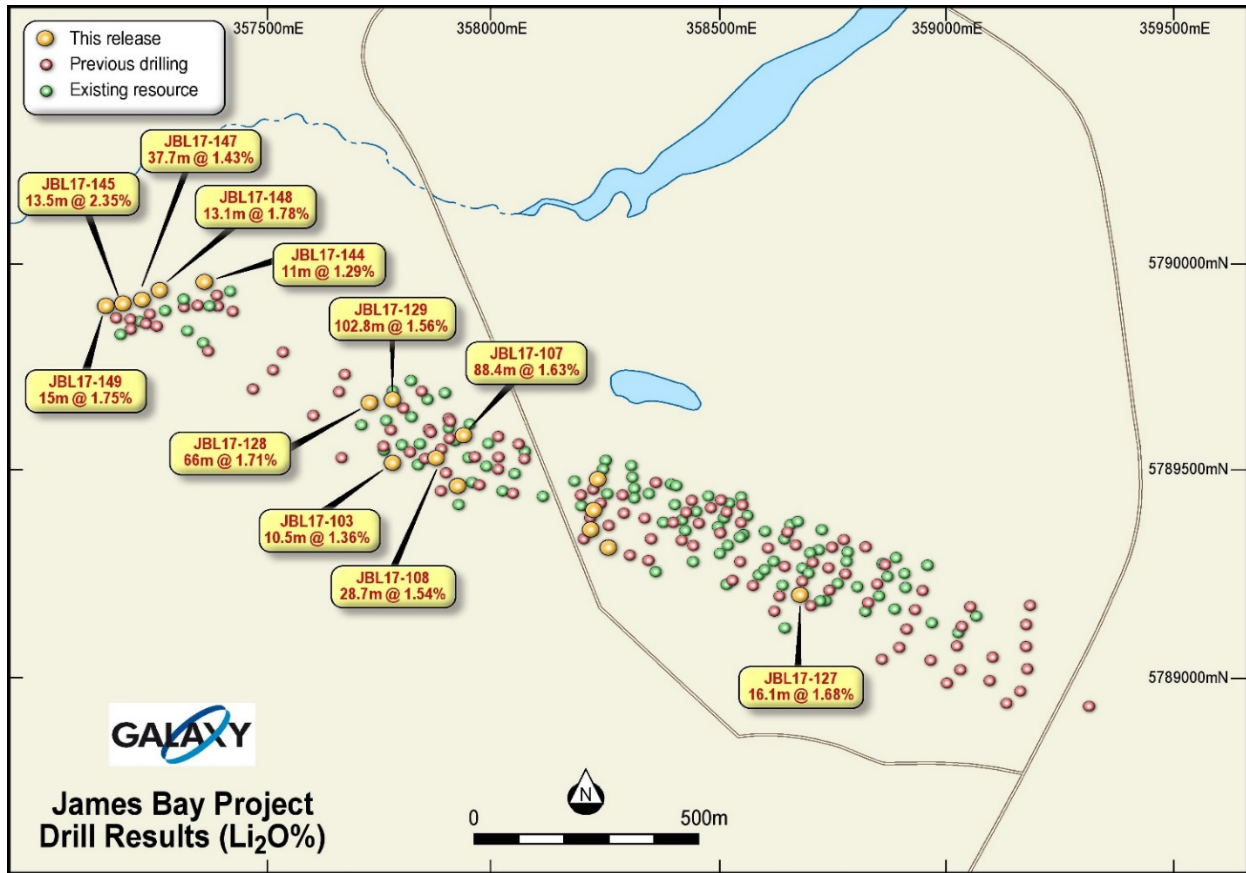 357500mE
358000mE
358500mE
359000mE
359500mE
This release
Previous drilling
Existing resource
JBL17-147
37.7m @ 1.43%
JBL17-145
13.5m @ 2.35%
JBL17-148
13.1m @ 1.78%
JBL17-144
11m @ 1.29%
5790000mN
JBL17-129
102.8m @ 1.56%
JBL17-107
88.4m @ 1.63%
JBL17-149
15m @ 1.75%
JBL17-128
66m @ 1.71%
5789500mN
JBL17-103
10.5m @ 1.36%
JBL17-108
28.7m @ 1.54%
JBL17-127
16.1m @ 1.68%
5789000mN
GALAXY
James Bay Project
Drill Results (Li₂O%)
N
0
500m